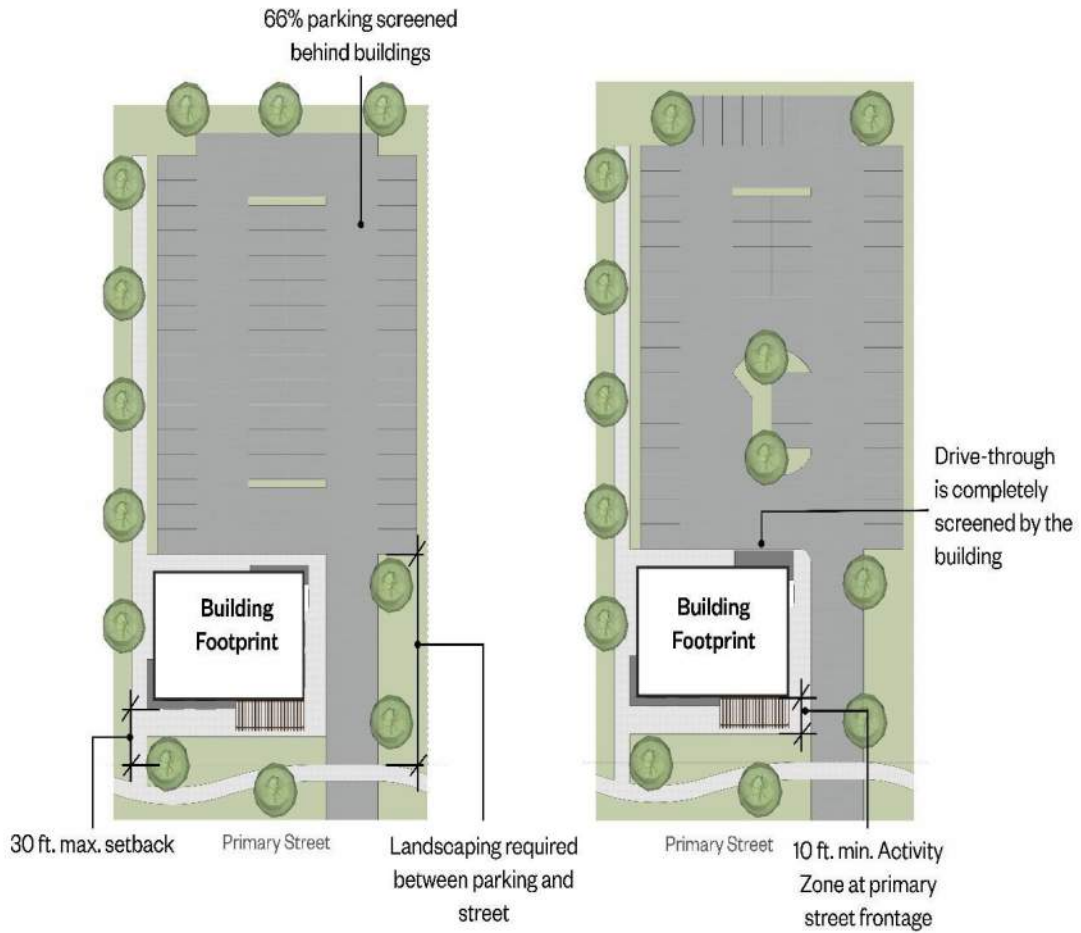 66% parking screened
behind buildings
Drive-through
is completely
screened by the
building
Building
Footprint
Building
Footprint
30 ft. max. setback
Primary Street
Landscaping required
between parking and
street
Primary Street
10 ft. min. Activity
Zone at primary
street frontage